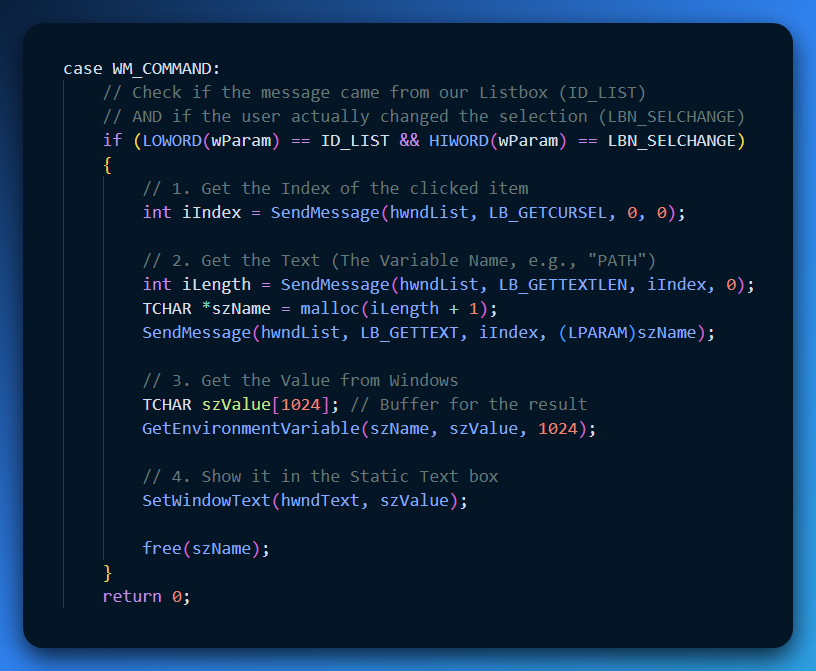 case WM_COMMAND:
    // Check if the message came from our Listbox (ID_LIST)
    // AND if the user actually changed the selection (LBN_SELCHANGE)
    if (LOWORD(wParam) == ID_LIST && HIWORD(wParam) == LBN_SELCHANGE)
    {
        // 1. Get the Index of the clicked item
        int iIndex = SendMessage(hwndList, LB_GETCURSEL, 0, 0);

        // 2. Get the Text (The Variable Name, e.g., "PATH")
        int iLength = SendMessage(hwndList, LB_GETTEXTLEN, iIndex, 0);
        TCHAR *szName = malloc(iLength + 1);
        SendMessage(hwndList, LB_GETTEXT, iIndex, (LPARAM)szName);

        // 3. Get the Value from Windows
        TCHAR szValue[1024]; // Buffer for the result
        GetEnvironmentVariable(szName, szValue, 1024);

        // 4. Show it in the Static Text box
        SetWindowText(hwndText, szValue);

        free(szName);
    }
    return 0;